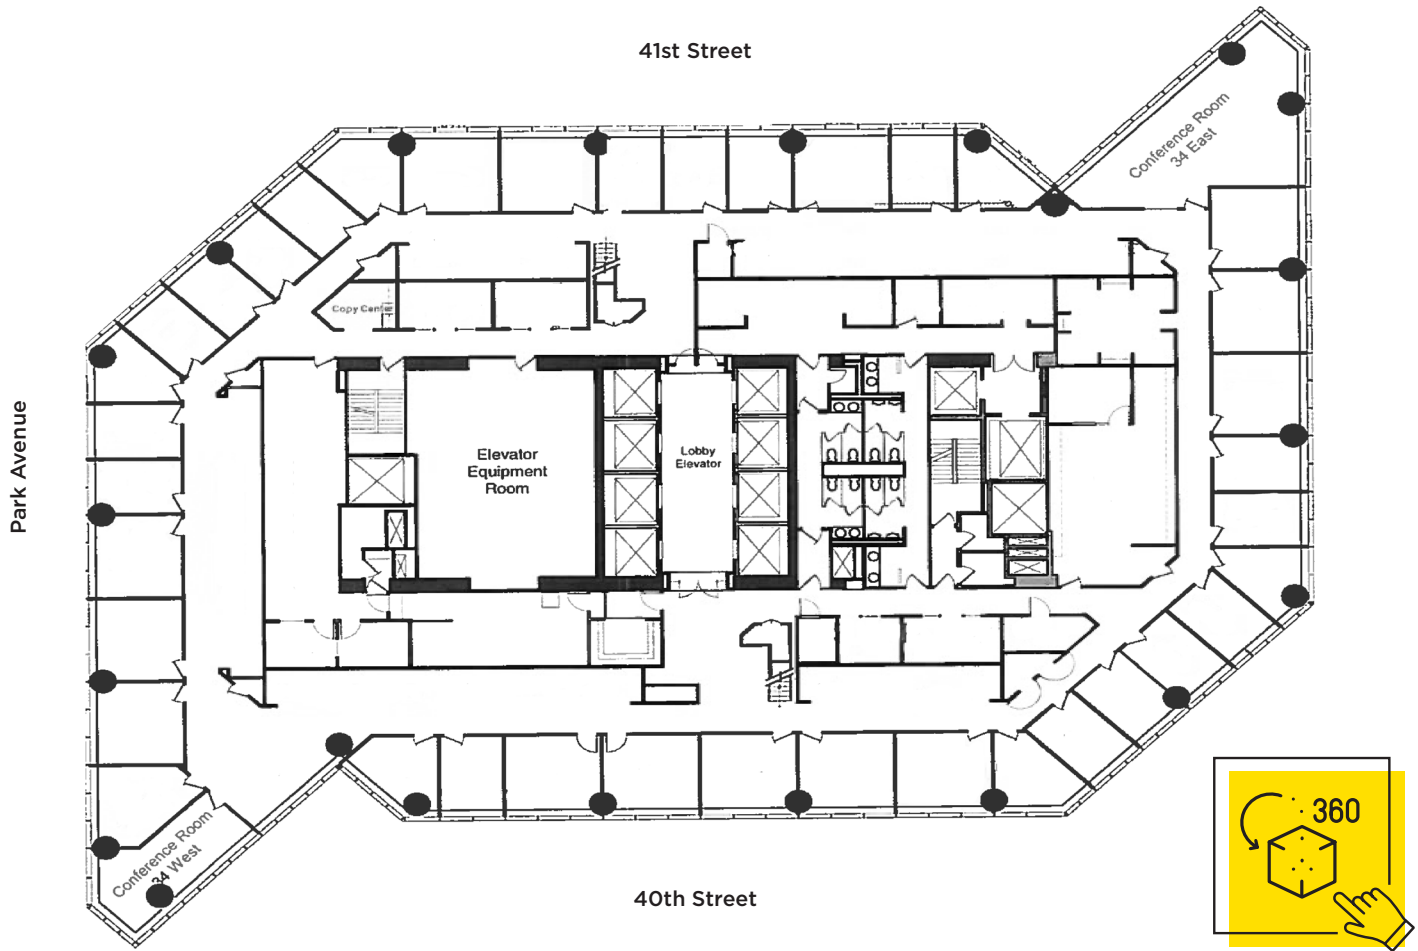 41st Street
Conference Room
34 East
Copy Center
Park Avenue
Elevator
Equipment
Room
Lobby
Elevator
Conference Room
34 West
40th Street
360